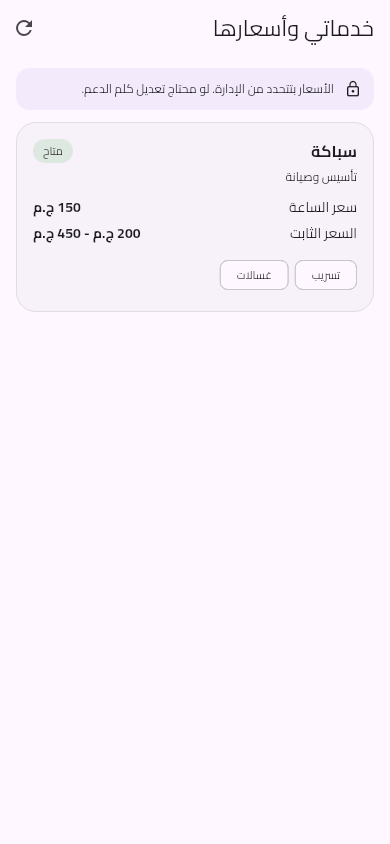 خدماتي وأسعارها
الأسعار بتتحدد من الإدارة. لو محتاج تعديل كلم الدعم.
سباكة
متاح
تأسيس وصيانة
سعر الساعة
150 ج.م
السعر الثابت
200 ج.م - 450 ج.م
تسريب
غسالات